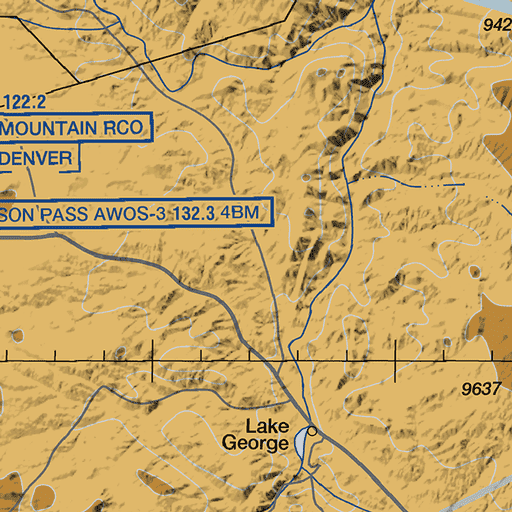 942
122.2
MOUNTAIN RCO
DENVER
SON PASS AWOS-3 132.3 4BM
9637
Lake
George